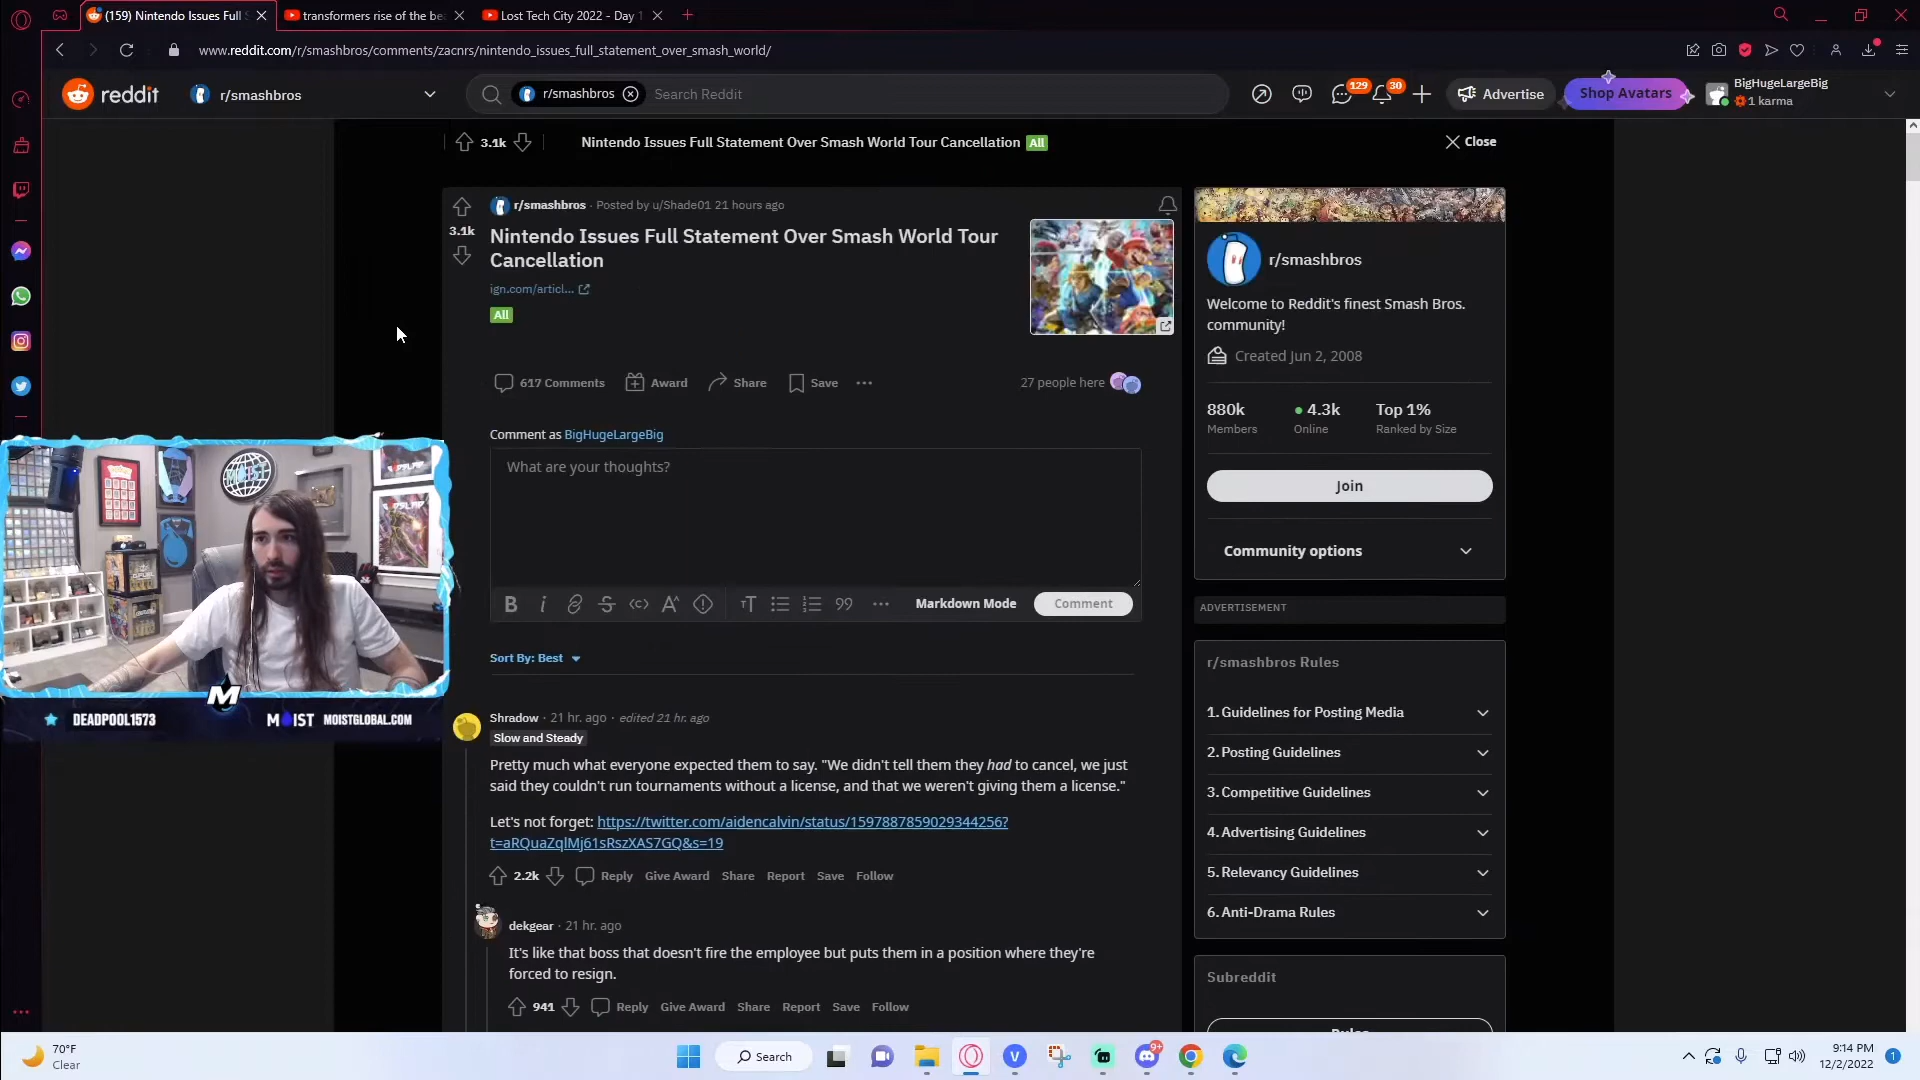 (159) Nintendo Issues Full S
transformers rise of the be
Lost Tech City 2022 - Day 1
www.reddit.com/r/smashbros/comments/zacnrs/nintendo_issues_full_statement_over_smash_world/
reddit
r/smashbros
r/smashbros
Search Reddit
129
30
Advertise
Shop Avatars
BigHugeLargeBig
1 karma
3.1k
Nintendo Issues Full Statement Over Smash World Tour Cancellation All
Close
r/smashbros · Posted by u/Shade01 21 hours ago
3.1k
Nintendo Issues Full Statement Over Smash World Tour
Cancellation
ign.com/articl...
All
617 Comments
Award
Share
Save
27 people here
Comment as BigHugeLargeBig
What are your thoughts?
Markdown Mode
Comment
Sort By: Best
Shradow · 21 hr. ago · edited 21 hr. ago
Slow and Steady
Pretty much what everyone expected them to say. "We didn't tell them they had to cancel, we just
said they couldn't run tournaments without a license, and that we weren't giving them a license."
Let's not forget: https://twitter.com/aidencalvin/status/1597887859029344256?
t=aRQuaZqlMj61sRszXAS7GQ&s=19
2.2k
Reply
Give Award
Share
Report
Save
Follow
dekgear · 21 hr. ago
It's like that boss that doesn't fire the employee but puts them in a position where they're
forced to resign.
941
Reply
Give Award
Share
Report
Save
Follow
r/smashbros
Welcome to Reddit's finest Smash Bros.
community!
Created Jun 2, 2008
880k
4.3k
Top 1%
Members
Online
Ranked by Size
Join
Community options
ADVERTISEMENT
r/smashbros Rules
1. Guidelines for Posting Media
2. Posting Guidelines
3. Competitive Guidelines
4. Advertising Guidelines
5. Relevancy Guidelines
6. Anti-Drama Rules
Subreddit
Rules
MOIST
M
DEADPOOL1573
MOIST
MOISTGLOBAL.COM
70°F
Clear
Search
9+
9:14 PM
12/2/2022
1